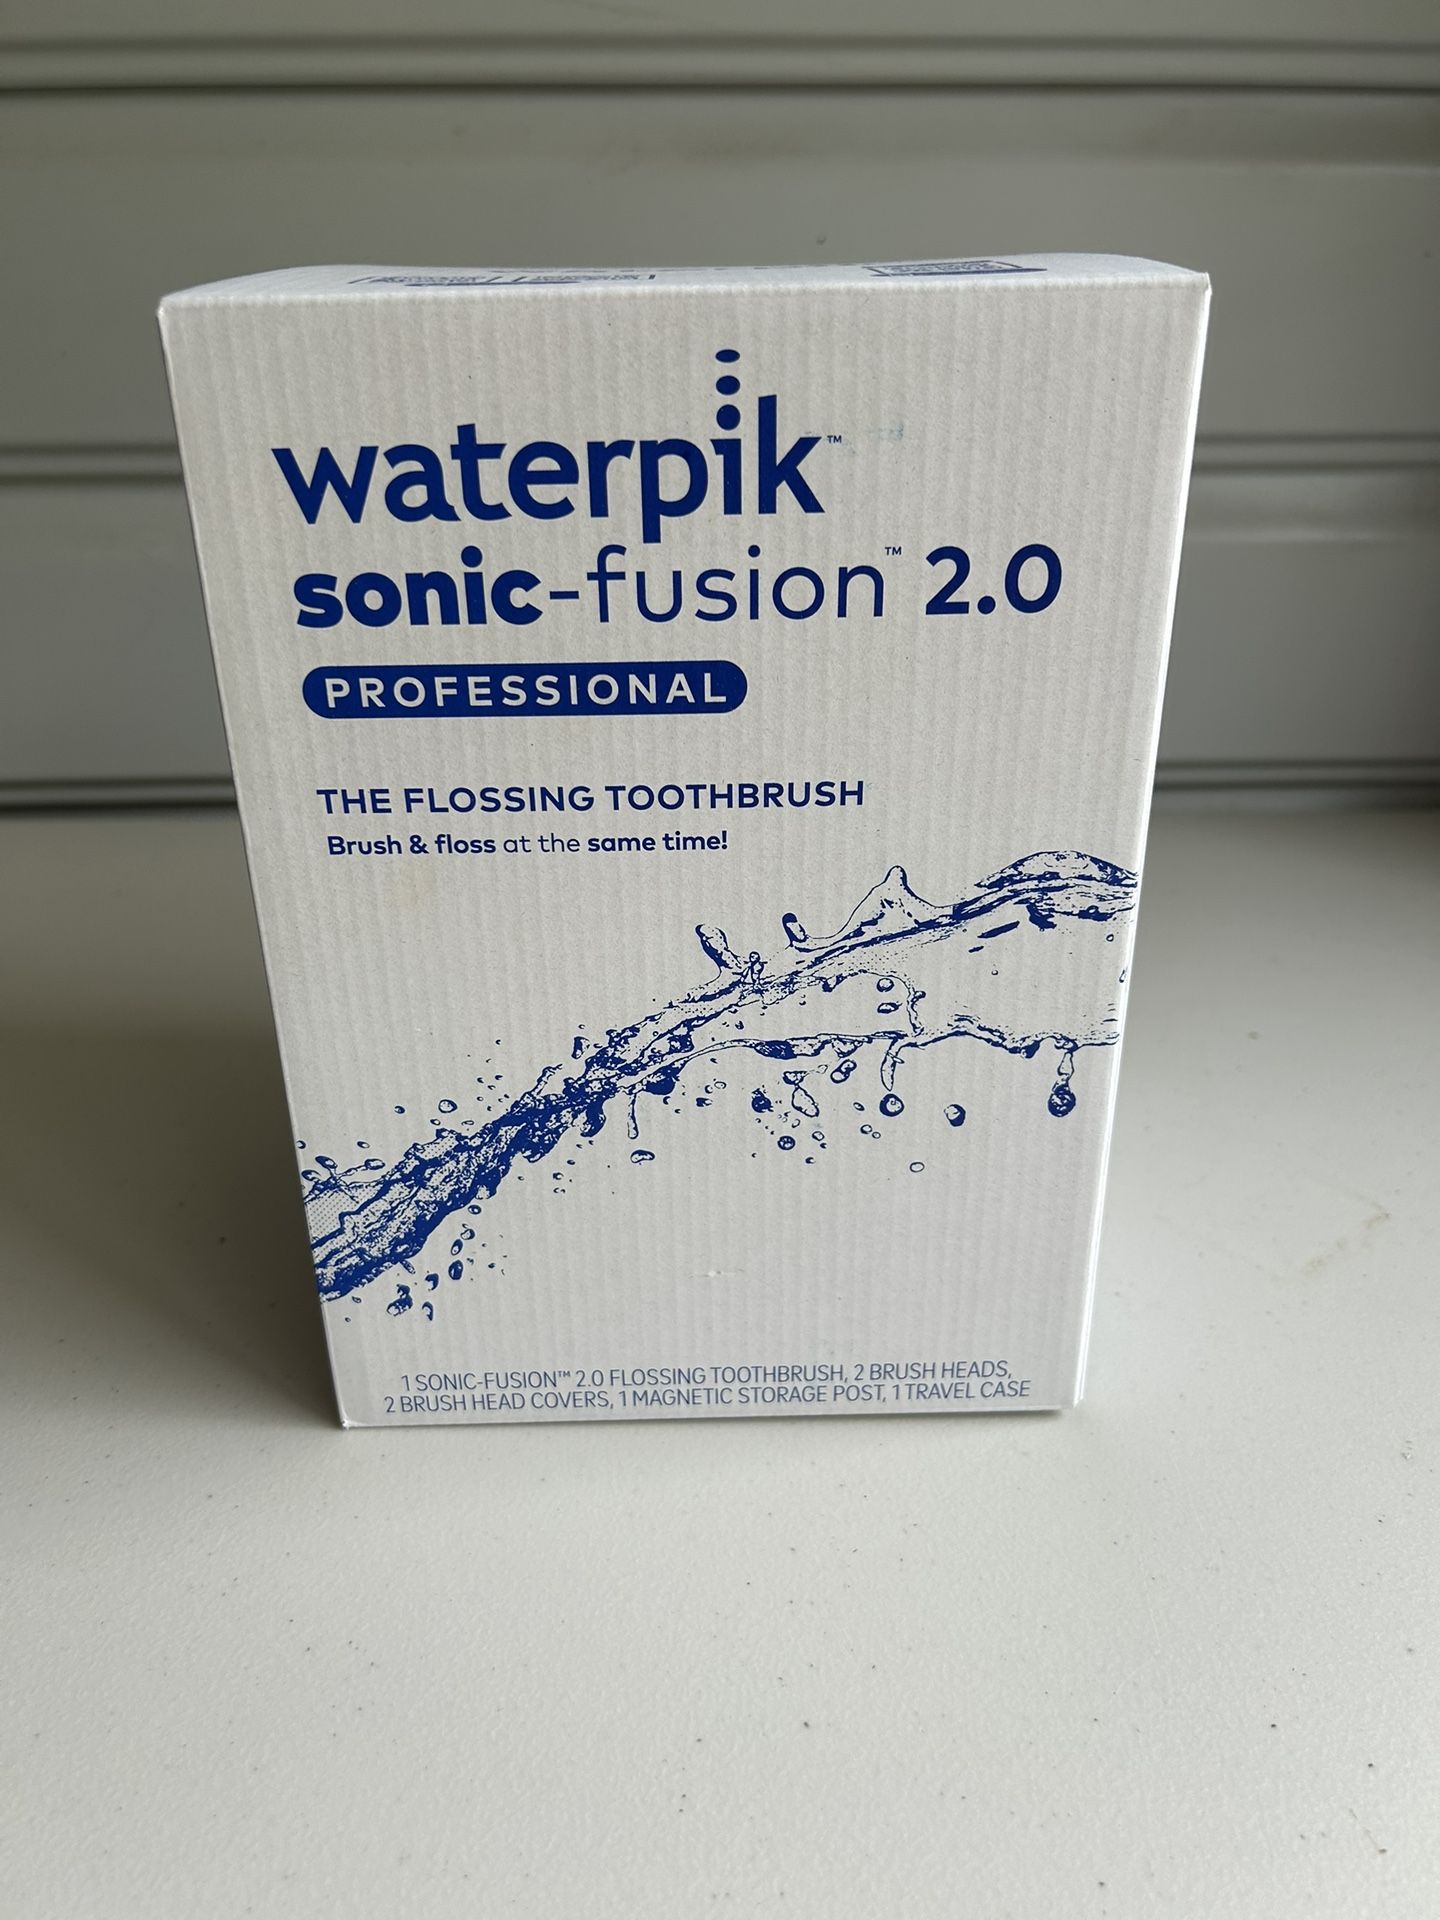 waterpik™
sonic-fusion™ 2.0
PROFESSIONAL
THE FLOSSING TOOTHBRUSH
Brush & floss at the same time!
1 SONIC-FUSION™ 2.0 FLOSSING TOOTHBRUSH, 2 BRUSH HEADS,
2 BRUSH HEAD COVERS, 1 MAGNETIC STORAGE POST, 1 TRAVEL CASE